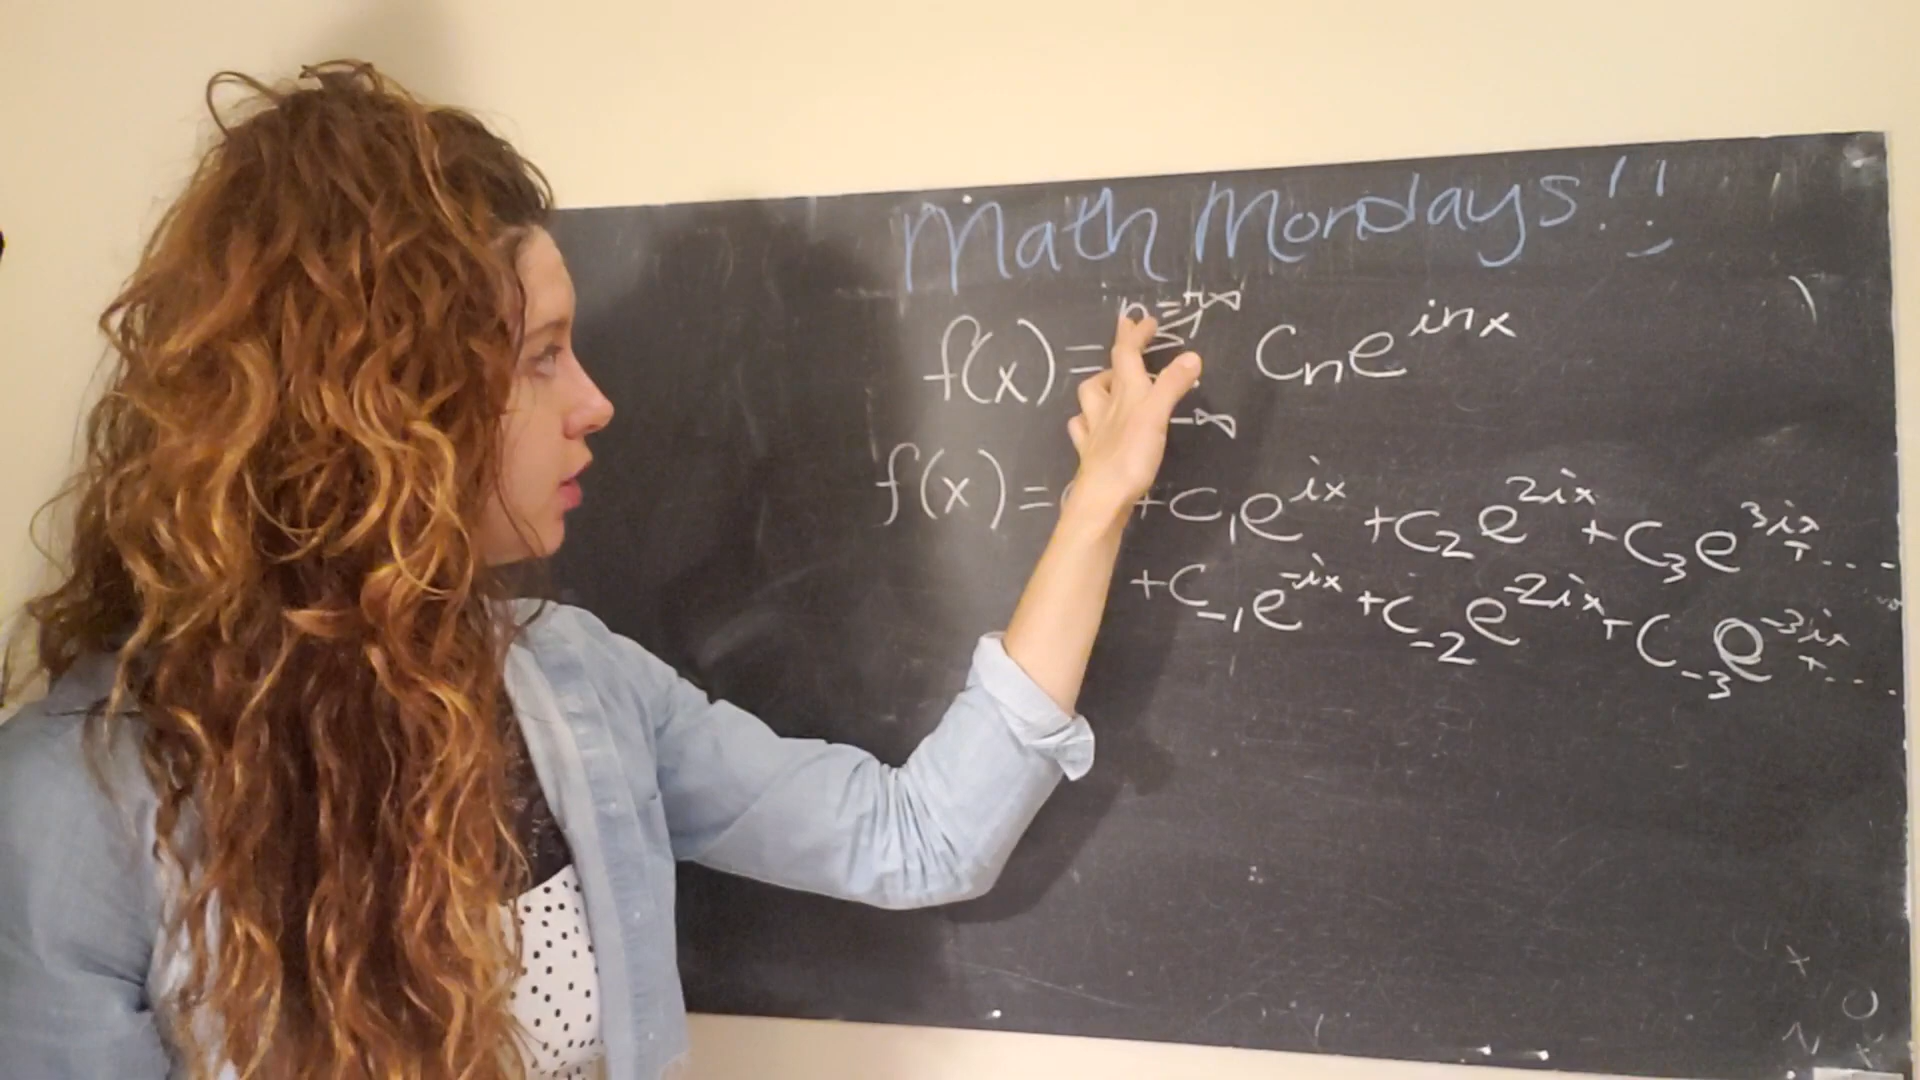 Math Mondays!!
n=+∞
f(x)= Σ cₙe^inx
-∞
f(x)= +c₁e^ix +c₂e^2ix +c₃e^3ix +....
+c₋₁e^-ix +c₋₂e^-2ix + +c₋₃e^-3ix +....